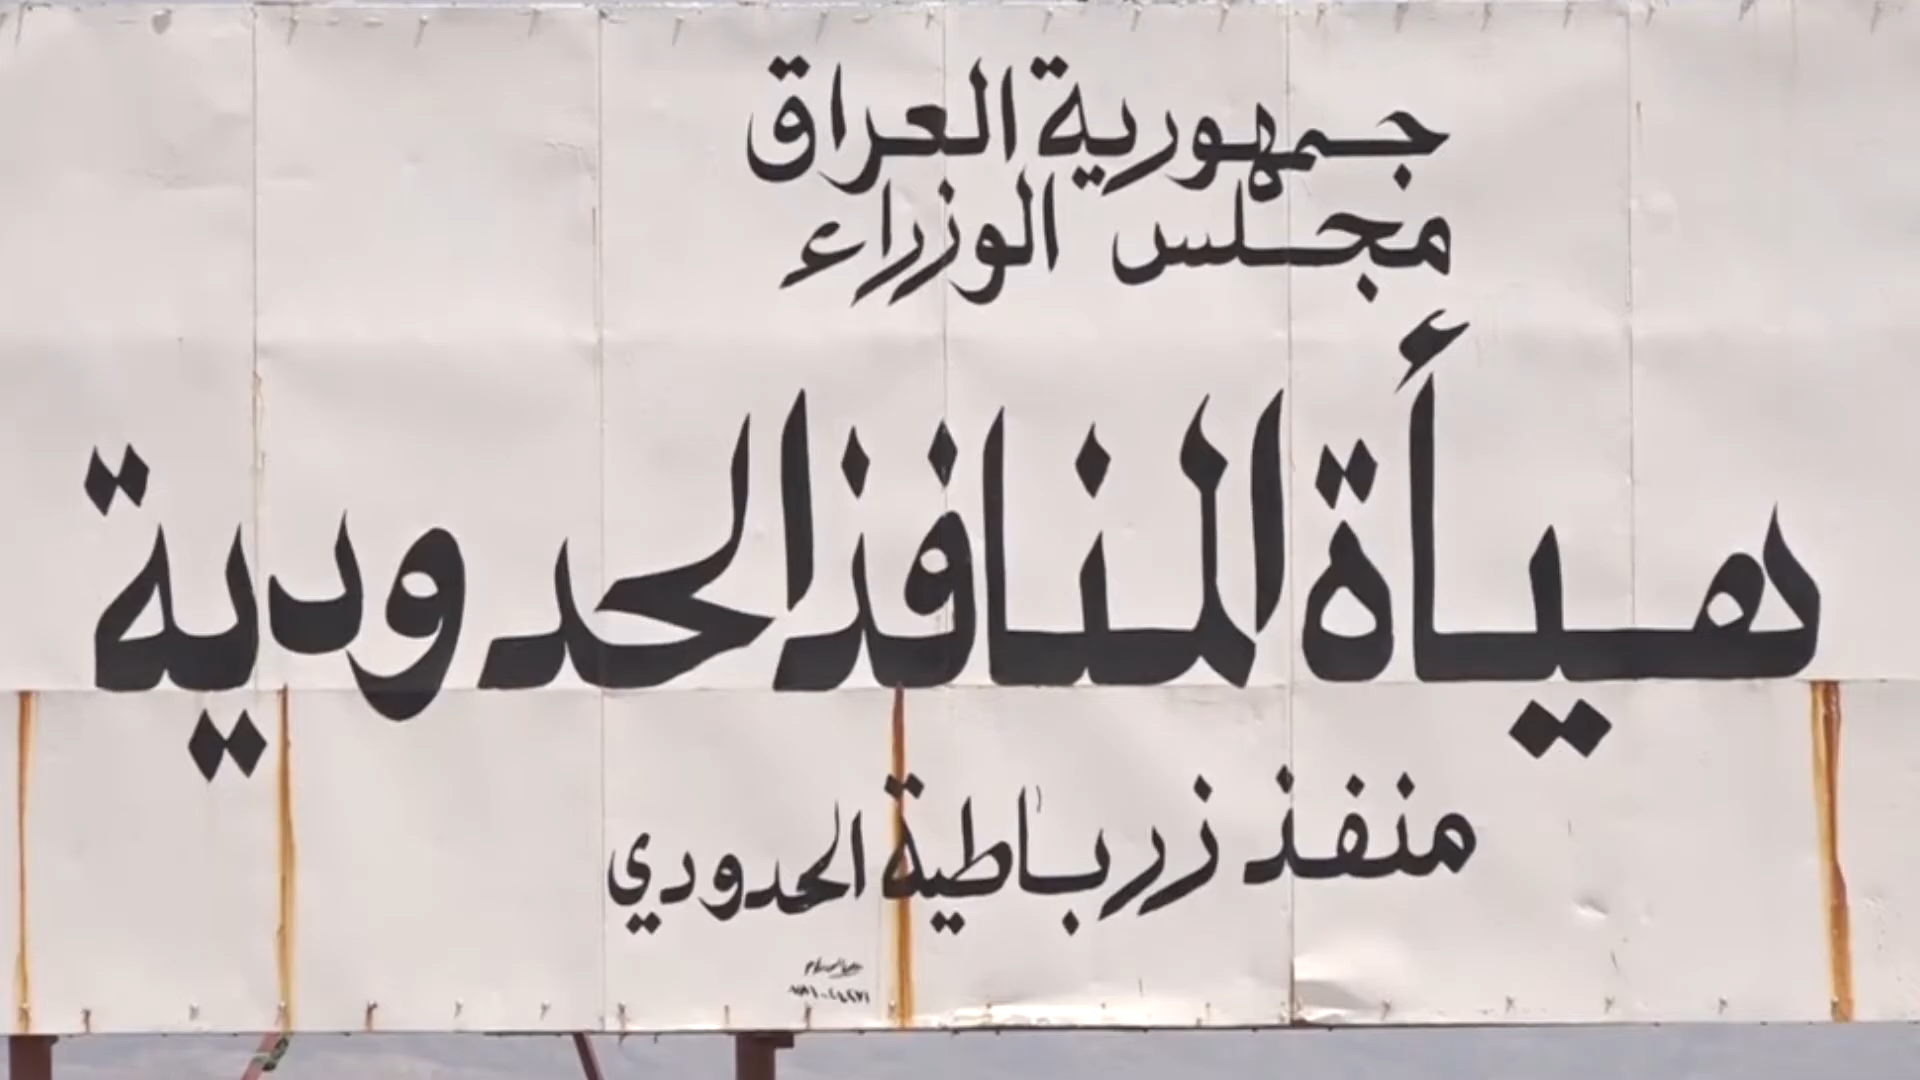 جمهورية العراق
مجلس الوزراء
هيأة المنافذ الحدودية
منفذ زرباطية الحدودي